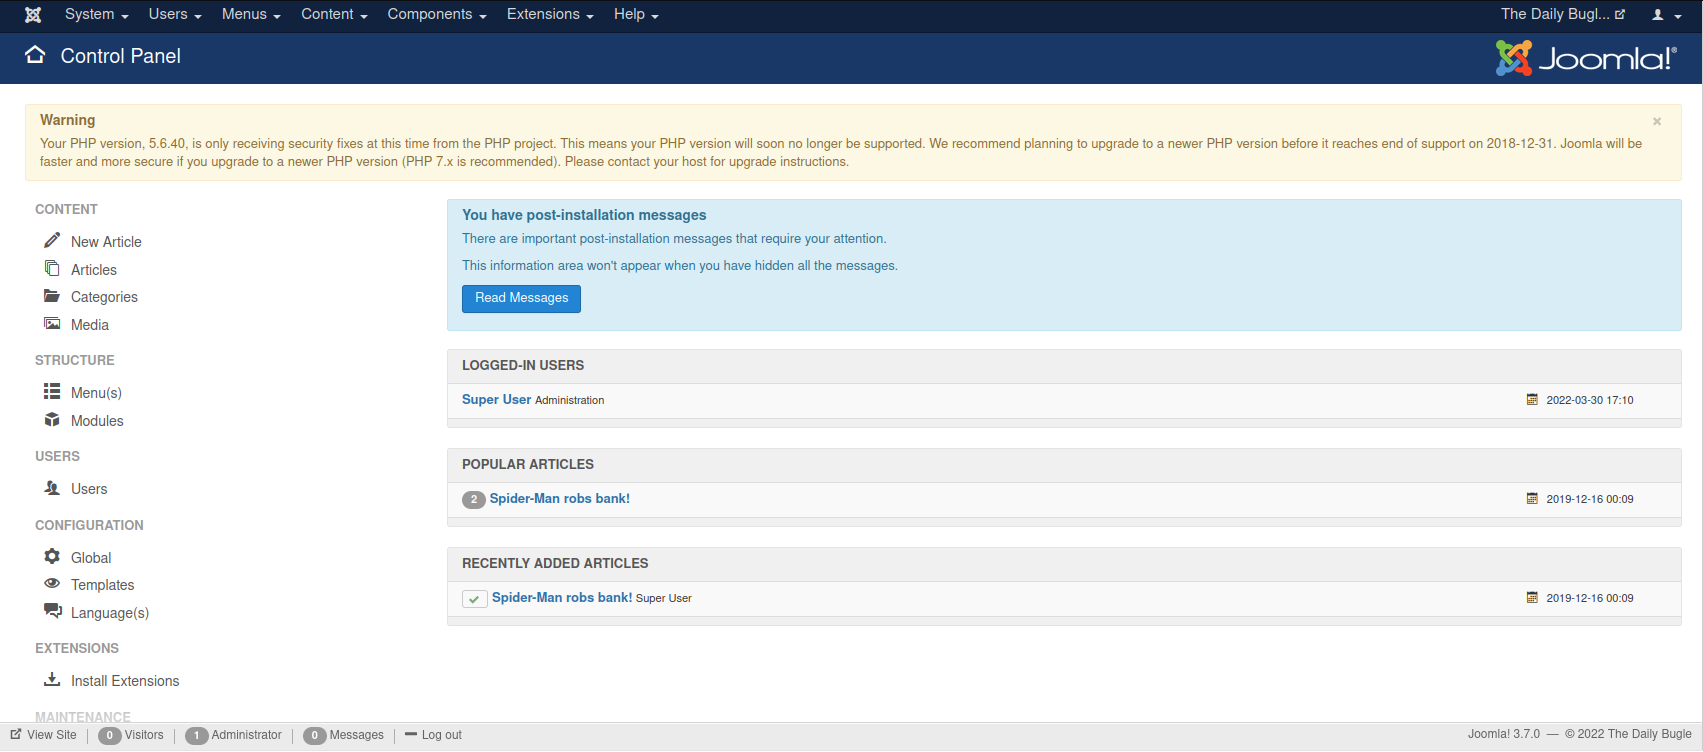 System Users Menus Content Components Extensions Help The Daily Bugl...
Control Panel Joomla!®
Warning ×
Your PHP version, 5.6.40, is only receiving security fixes at this time from the PHP project. This means your PHP version will soon no longer be supported. We recommend planning to upgrade to a newer PHP version before it reaches end of support on 2018-12-31. Joomla will be
faster and more secure if you upgrade to a newer PHP version (PHP 7.x is recommended). Please contact your host for upgrade instructions.
CONTENT
New Article
Articles
Categories
Media
STRUCTURE
Menu(s)
Modules
USERS
Users
CONFIGURATION
Global
Templates
Language(s)
EXTENSIONS
Install Extensions
MAINTENANCE
You have post-installation messages
There are important post-installation messages that require your attention.
This information area won't appear when you have hidden all the messages.
Read Messages
LOGGED-IN USERS
Super User Administration 2022-03-30 17:10
POPULAR ARTICLES
2 Spider-Man robs bank! 2019-12-16 00:09
RECENTLY ADDED ARTICLES
Spider-Man robs bank! Super User 2019-12-16 00:09
View Site 0 Visitors 1 Administrator 0 Messages Log out Joomla! 3.7.0 — © 2022 The Daily Bugle